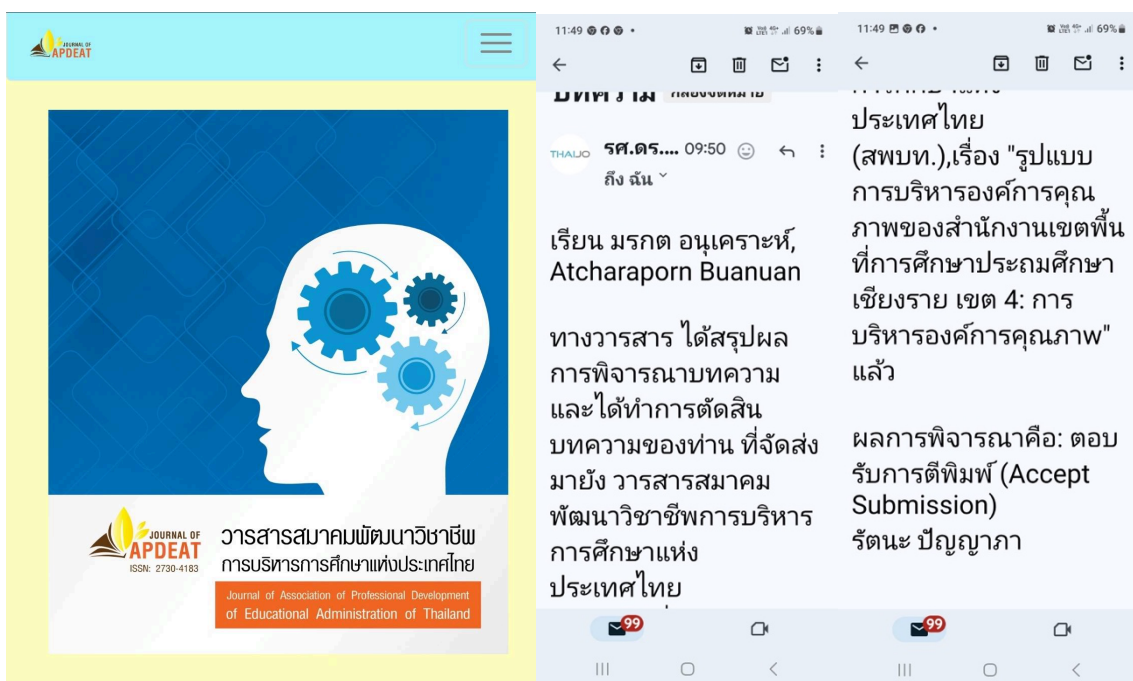 JOURNAL OF
APDEAT
JOURNAL OF
APDEAT
ISSN: 2730-4183
วารสารสมาคมพัฒนาวิชาชีพ
การบริหารการศึกษาแห่งประเทศไทย
Journal of Association of Professional Development
of Educational Administration of Thailand
11:49
69%
บทความ
กล่องจดหมาย
THAIJO
รศ.ดร.... 09:50
ถึง ฉัน
เรียน มรกต อนุเคราะห์,
Atcharaporn Buanuan
ทางวารสาร ได้สรุปผล
การพิจารณาบทความ
และได้ทำการตัดสิน
บทความของท่าน ที่จัดส่ง
มายัง วารสารสมาคม
พัฒนาวิชาชีพการบริหาร
การศึกษาแห่ง
ประเทศไทย
99
11:49
69%
ประเทศไทย
(สพบท.),เรื่อง "รูปแบบ
การบริหารองค์การคุณ
ภาพของสำนักงานเขตพื้น
ที่การศึกษาประถมศึกษา
เชียงราย เขต 4: การ
บริหารองค์การคุณภาพ"
แล้ว
ผลการพิจารณาคือ: ตอบ
รับการตีพิมพ์ (Accept
Submission)
รัตนะ ปัญญาภา
99